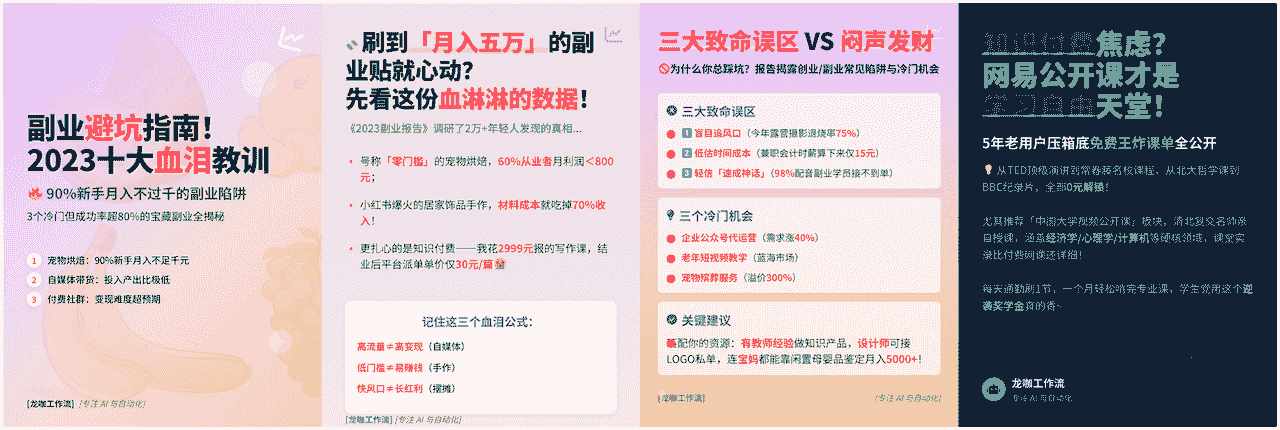 副业避坑指南！
2023十大血泪教训
🔥 90%新手月入不过千的副业陷阱
3个冷门但成功率超80%的宝藏副业全揭秘
1 宠物烘焙：90%新手月入不足千元
2 自媒体带货：投入产出比极低
3 付费社群：变现难度超预期
[龙咖工作流] [专注 AI 与自动化]
刷到「月入五万」的副
业贴就心动？
先看这份血淋淋的数据！
《2023副业报告》调研了2万+年轻人发现的真相...
• 号称「零门槛」的宠物烘焙，60%从业者月利润＜800
元；
• 小红书爆火的居家饰品手作，材料成本就吃掉70%收
入！
• 更扎心的是知识付费——我花2999元报的写作课，结
业后平台派单单价仅30元/篇
记住这三个血泪公式：
高流量≠高变现（自媒体）
低门槛≠易赚钱（手作）
快风口≠长红利（摆摊）
[龙咖工作流] [专注 AI 与自动化]
三大致命误区 VS 闷声发财
🚫为什么你总踩坑？报告揭露创业/副业常见陷阱与冷门机会
三大致命误区
1 盲目追风口（今年露营摄影退烧率75%）
2 低估时间成本（兼职会计时薪算下来仅15元）
3 轻信「速成神话」（98%配音副业学员接不到单）
三个冷门机会
企业公众号代运营（需求涨40%）
老年短视频教学（蓝海市场）
宠物殡葬服务（溢价300%）
关键建议
匹配你的资源：有教师经验做知识产品，设计师可接
LOGO私单，连宝妈都能靠闲置母婴品鉴定月入5000+！
[龙咖工作流] [专注 AI 与自动化]
知识付费焦虑？
网易公开课才是
学习自由天堂！
5年老用户压箱底免费王炸课单全公开
💡 从TED顶级演讲到常春藤名校课程，从北大哲学课到
BBC纪录片，全部0元解锁！
尤其推荐「中国大学视频公开课」板块，清北复交名师亲
自授课，涵盖经济学/心理学/计算机等硬核领域，课堂实
录比付费网课还详细！
每天通勤刷1节，一个月轻松啃完专业课，学生党用这个逆
袭奖学金真的香~
龙咖工作流
专注 AI 与自动化